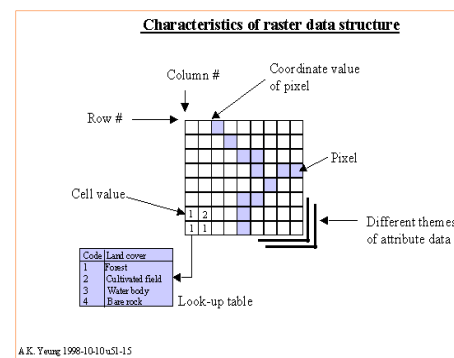 Characteristics of raster data structure
Column #
Coordinate value
of pixel
Row #
Pixel
Cell value
1 2
1 1
Different themes
of attribute data
Code Land cover
1 Forest
2 Cultivated field
3 Water body
4 Bare rock
Look-up table
A.K. Yeung 1998-10-10 u51-15